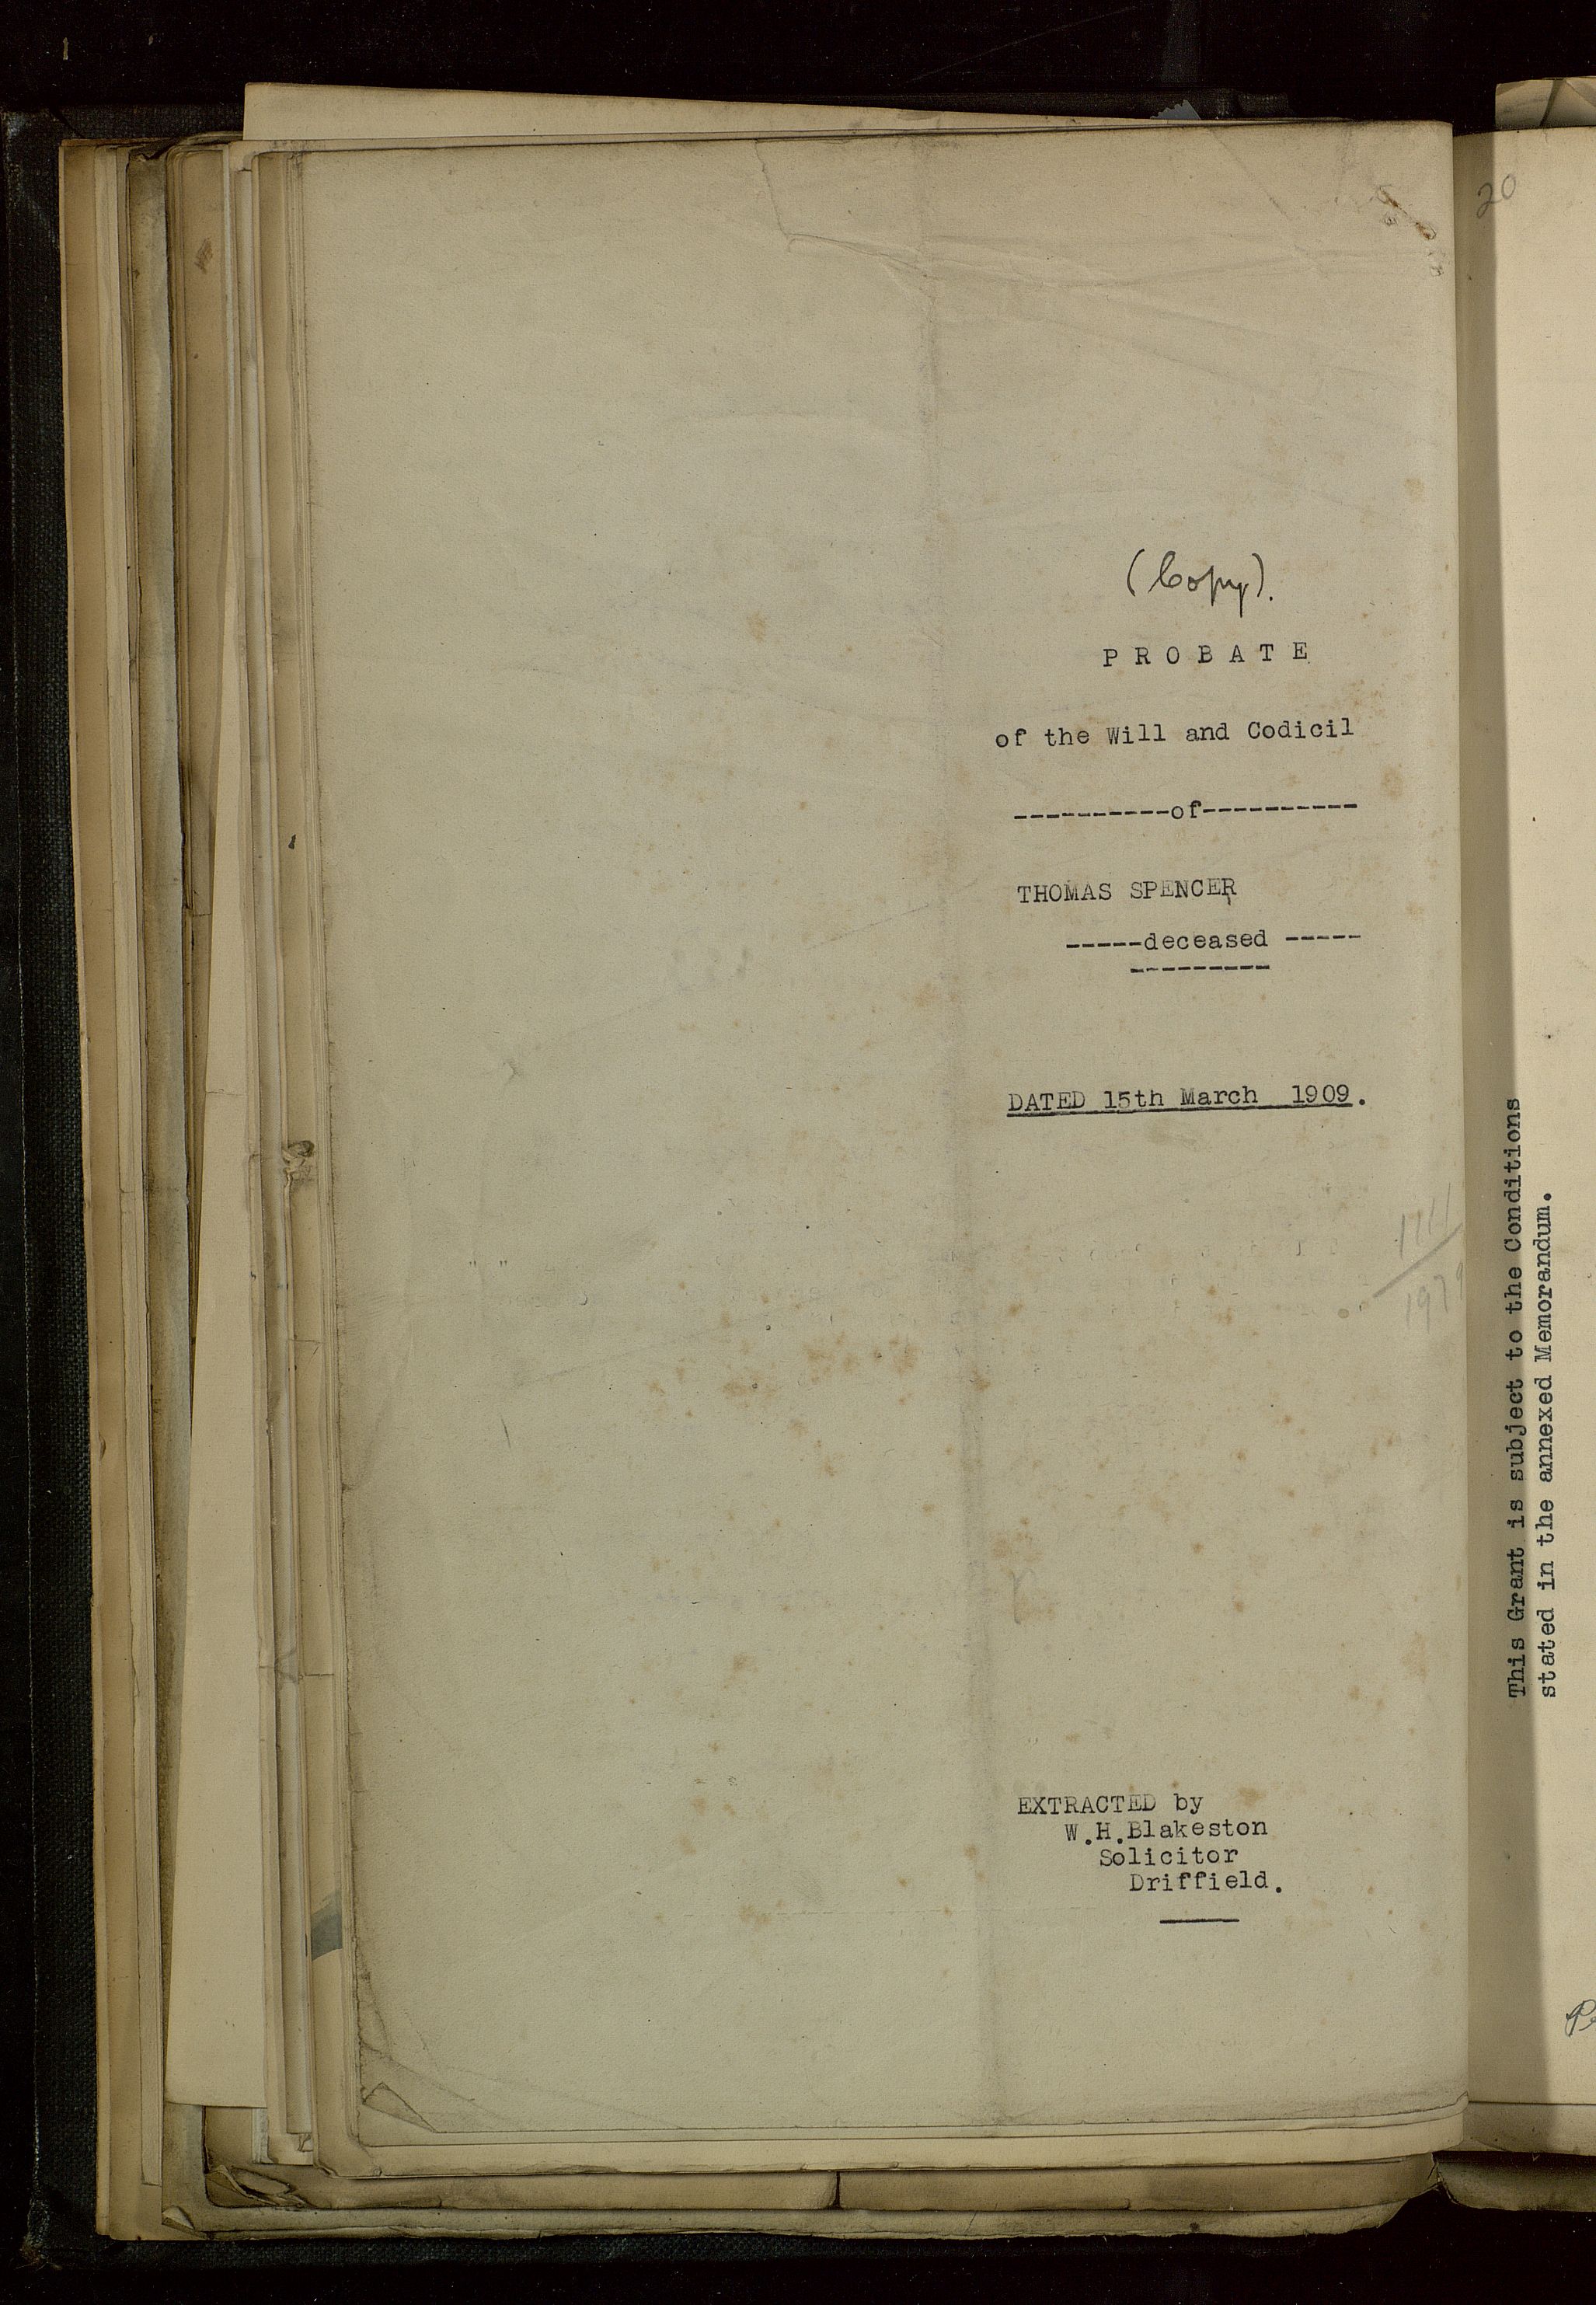 (Copy).
PROBATE
of the Will and Codicil
----------of----------
THOMAS SPENCER
-----deceased -----
---------
DATED 15th March 1909.
EXTRACTED by
W.H.Blakeston
Solicitor
Driffield.
20
This Grant is subject to the Conditions
stated in the annexed Memorandum.